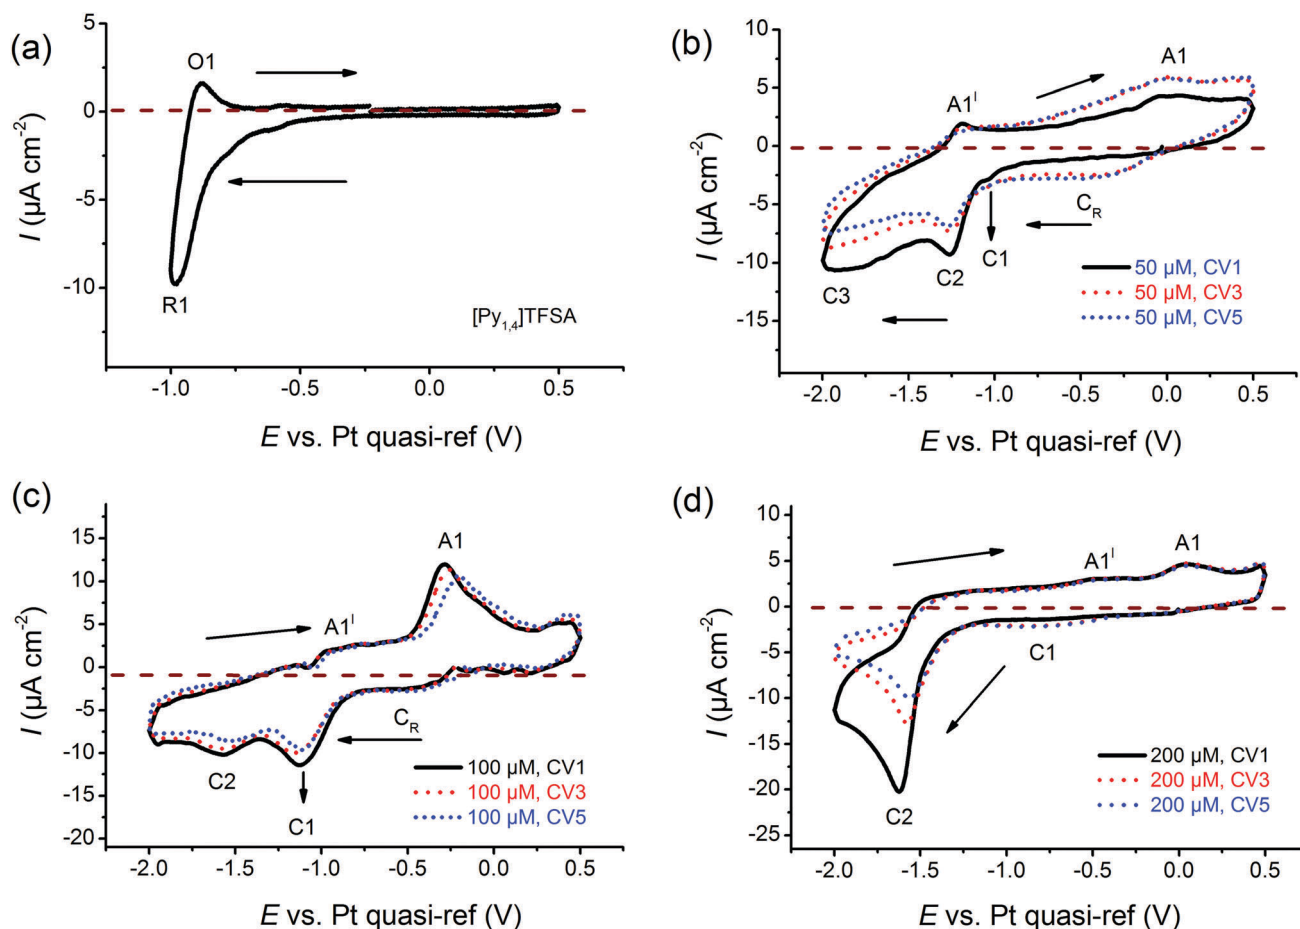 (a)
5
0
-5
-10
I (µA cm⁻²)
O1
R1
[Py₁,₄]TFSA
-1.0 -0.5 0.0 0.5
E vs. Pt quasi-ref (V)
(b)
10
5
0
-5
-10
-15
I (µA cm⁻²)
A1
A1ᴵ
C_R
C1
C2
C3
50 µM, CV1
50 µM, CV3
50 µM, CV5
-2.0 -1.5 -1.0 -0.5 0.0 0.5
E vs. Pt quasi-ref (V)
(c)
15
10
5
0
-5
-10
-15
-20
I (µA cm⁻²)
A1
A1ᴵ
C_R
C2
C1
100 µM, CV1
100 µM, CV3
100 µM, CV5
-2.0 -1.5 -1.0 -0.5 0.0 0.5
E vs. Pt quasi-ref (V)
(d)
10
5
0
-5
-10
-15
-20
-25
I (µA cm⁻²)
A1ᴵ
A1
C1
C2
200 µM, CV1
200 µM, CV3
200 µM, CV5
-2.0 -1.5 -1.0 -0.5 0.0 0.5
E vs. Pt quasi-ref (V)